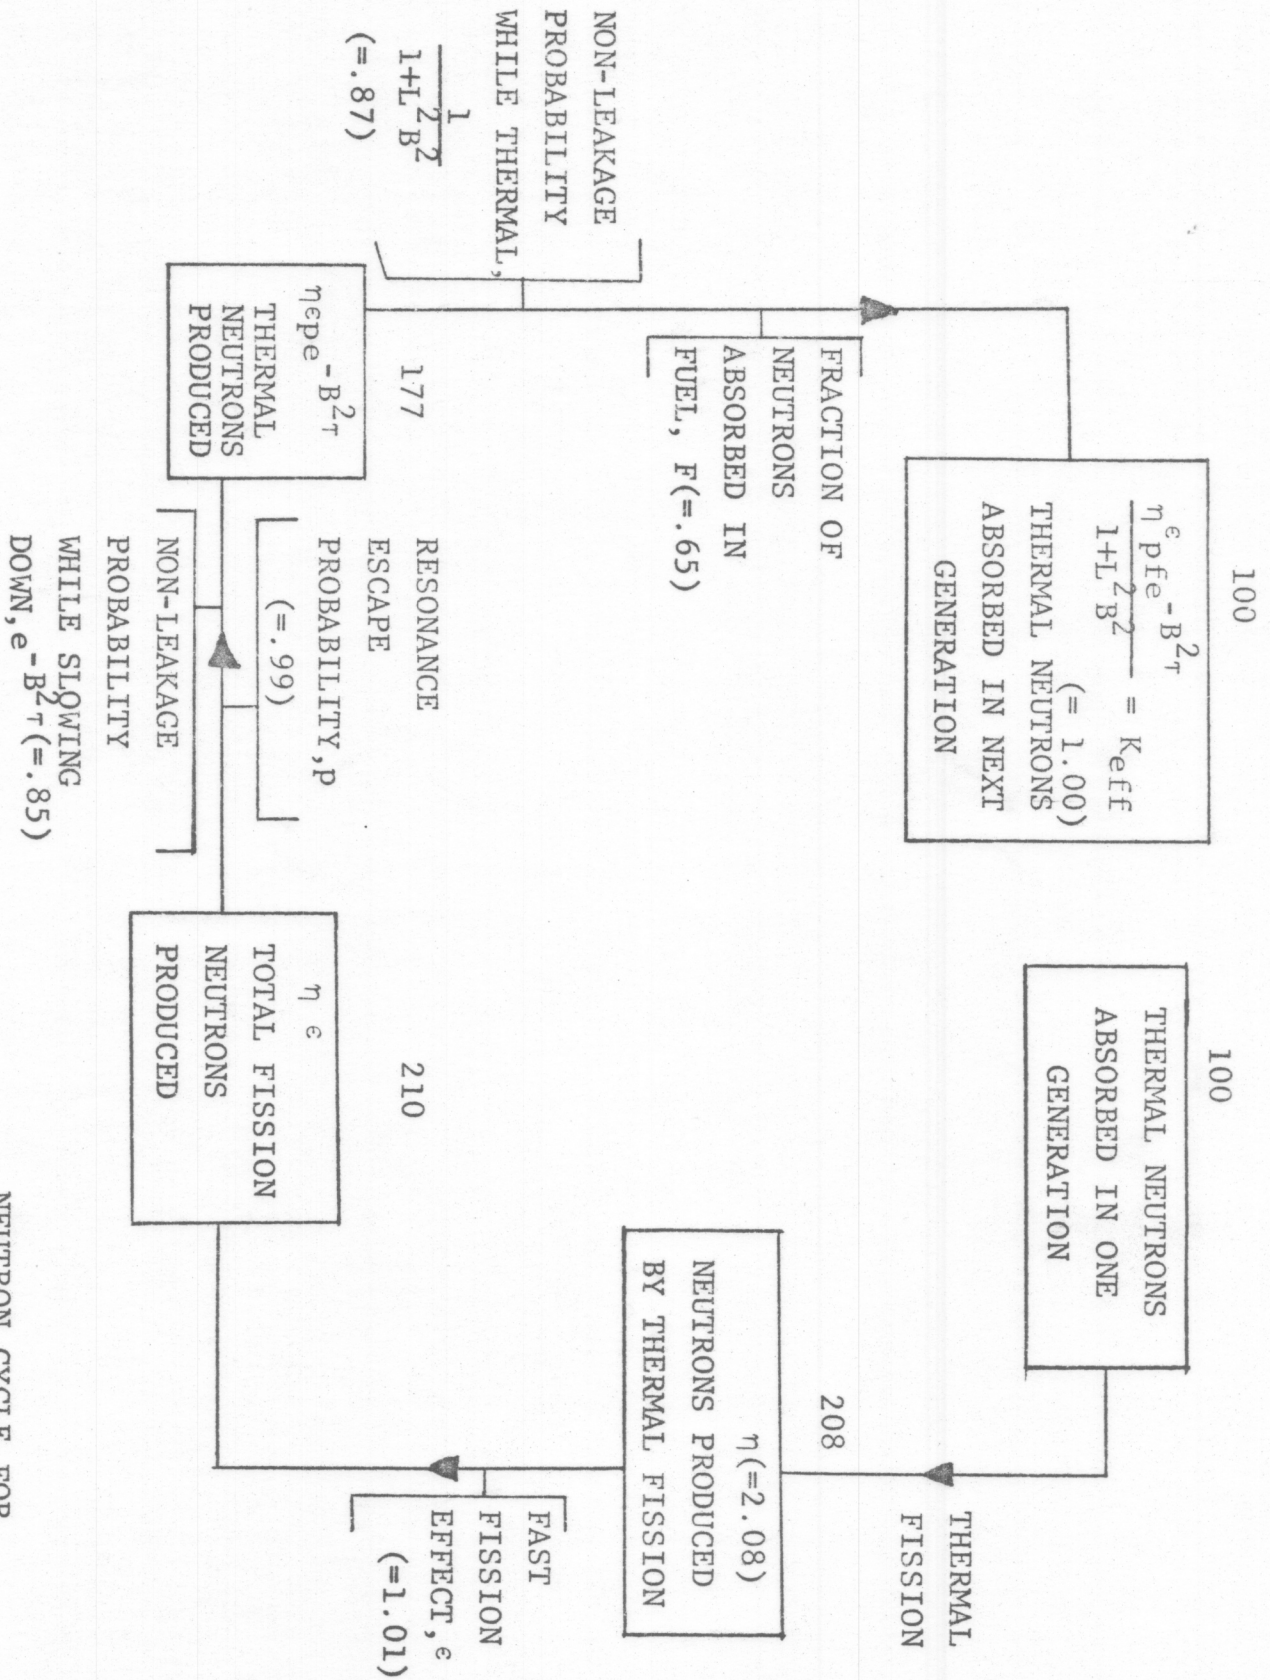 100
THERMAL NEUTRONS
ABSORBED IN ONE
GENERATION
THERMAL
FISSION
208
η(=2.08)
NEUTRONS PRODUCED
BY THERMAL FISSION
FAST
FISSION
EFFECT, ε
(=1.01)
210
η ε
TOTAL FISSION
NEUTRONS
PRODUCED
RESONANCE
ESCAPE
PROBABILITY,p
(=.99)
NON-LEAKAGE
PROBABILITY
WHILE SLOWING
DOWN,e^-B²τ(=.85)
177
ηεpe^-B²τ
THERMAL
NEUTRONS
PRODUCED
NON-LEAKAGE
PROBABILITY
WHILE THERMAL,
1
1+L²B²
(=.87)
FRACTION OF
NEUTRONS
ABSORBED IN
FUEL, F(=.65)
100
ηεpfe^-B²τ
1+L²B² = Keff
(= 1.00)
THERMAL NEUTRONS
ABSORBED IN NEXT
GENERATION
NEUTRON CYCLE FOR